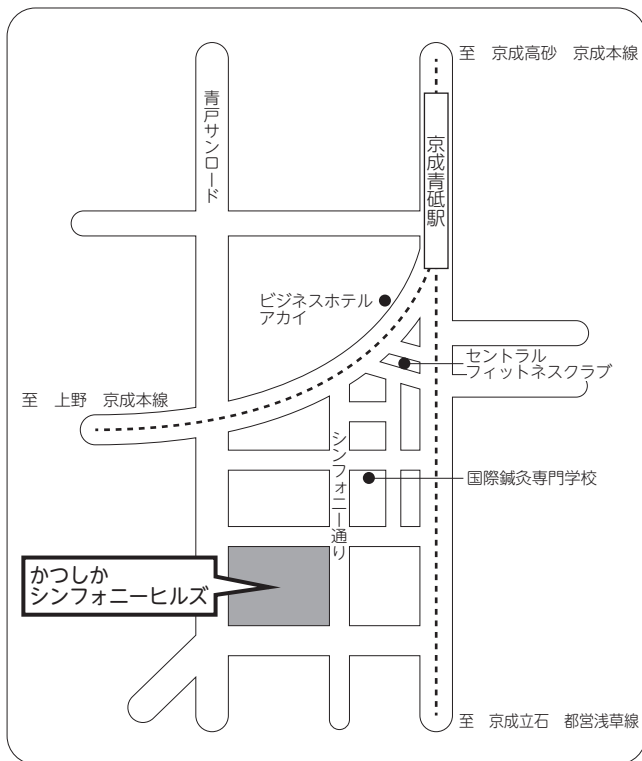 至　京成高砂　京成本線
青戸サンロード
京成青砥駅
ビジネスホテル
アカイ
セントラル
フィットネスクラブ
至　上野　京成本線
シンフォニー通り
国際鍼灸専門学校
かつしか
シンフォニーヒルズ
至　京成立石　都営浅草線